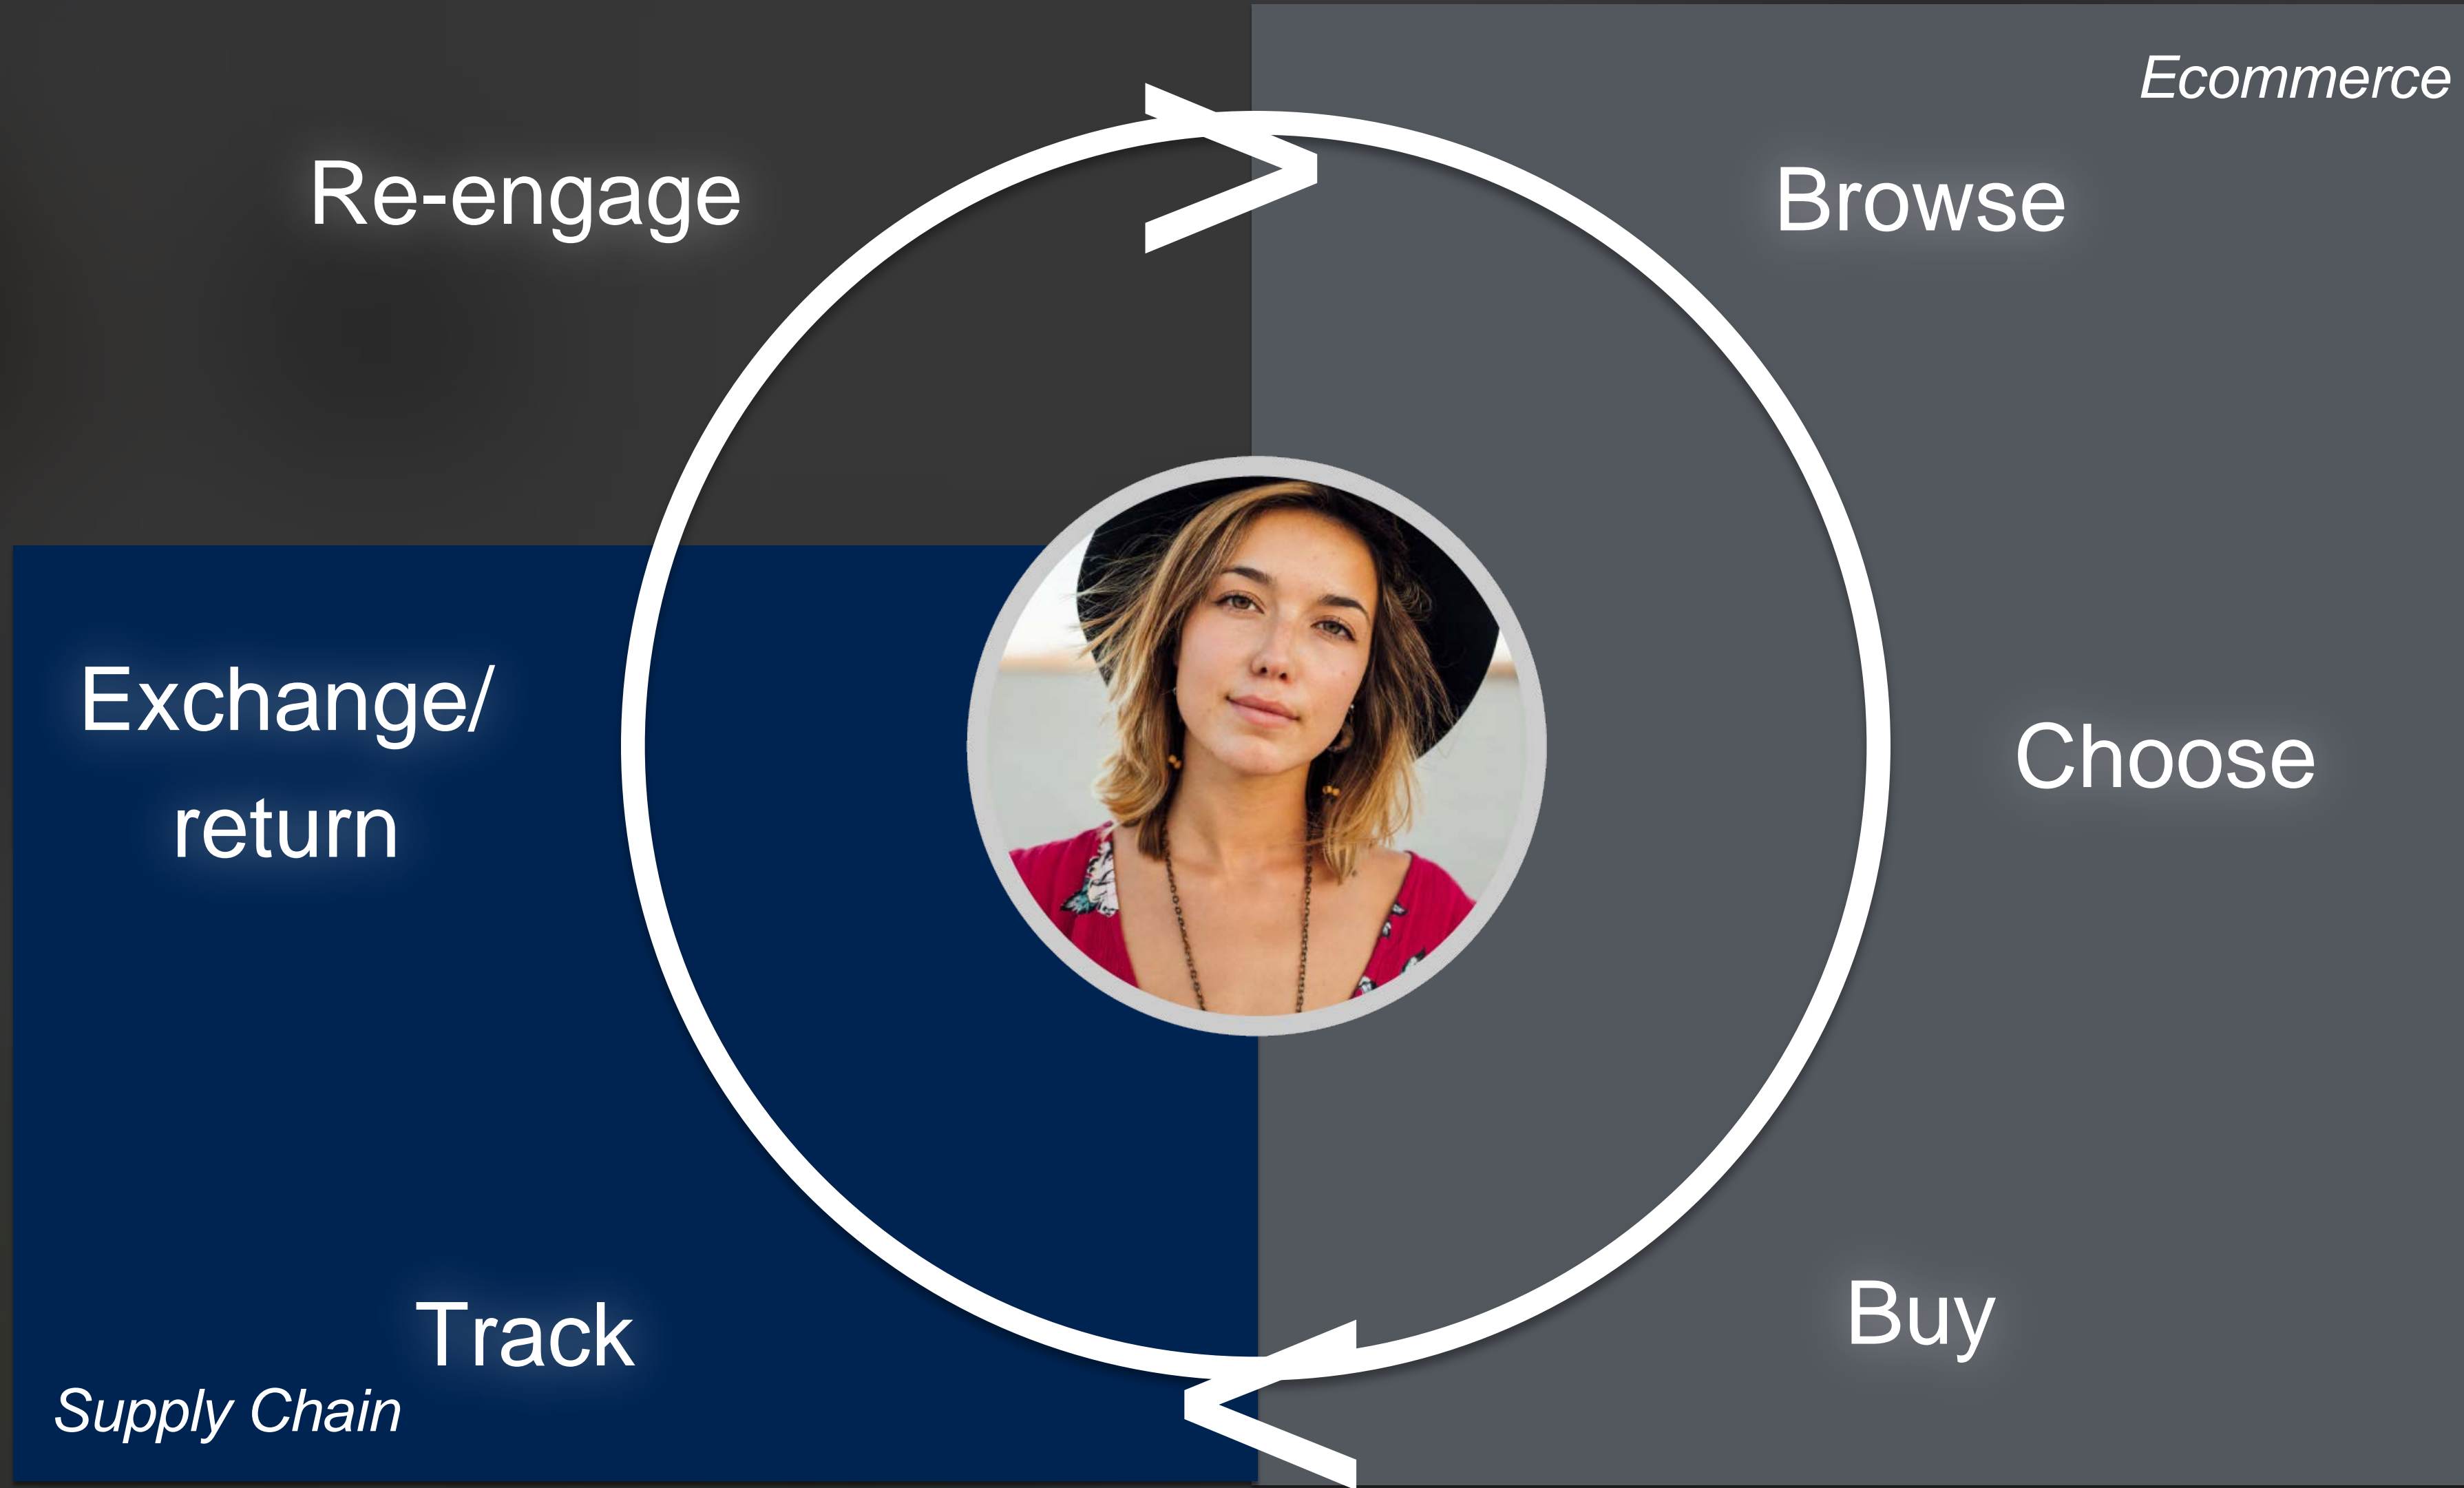 Ecommerce
Re-engage
Browse
Exchange/
return
Choose
Buy
Track
Supply Chain